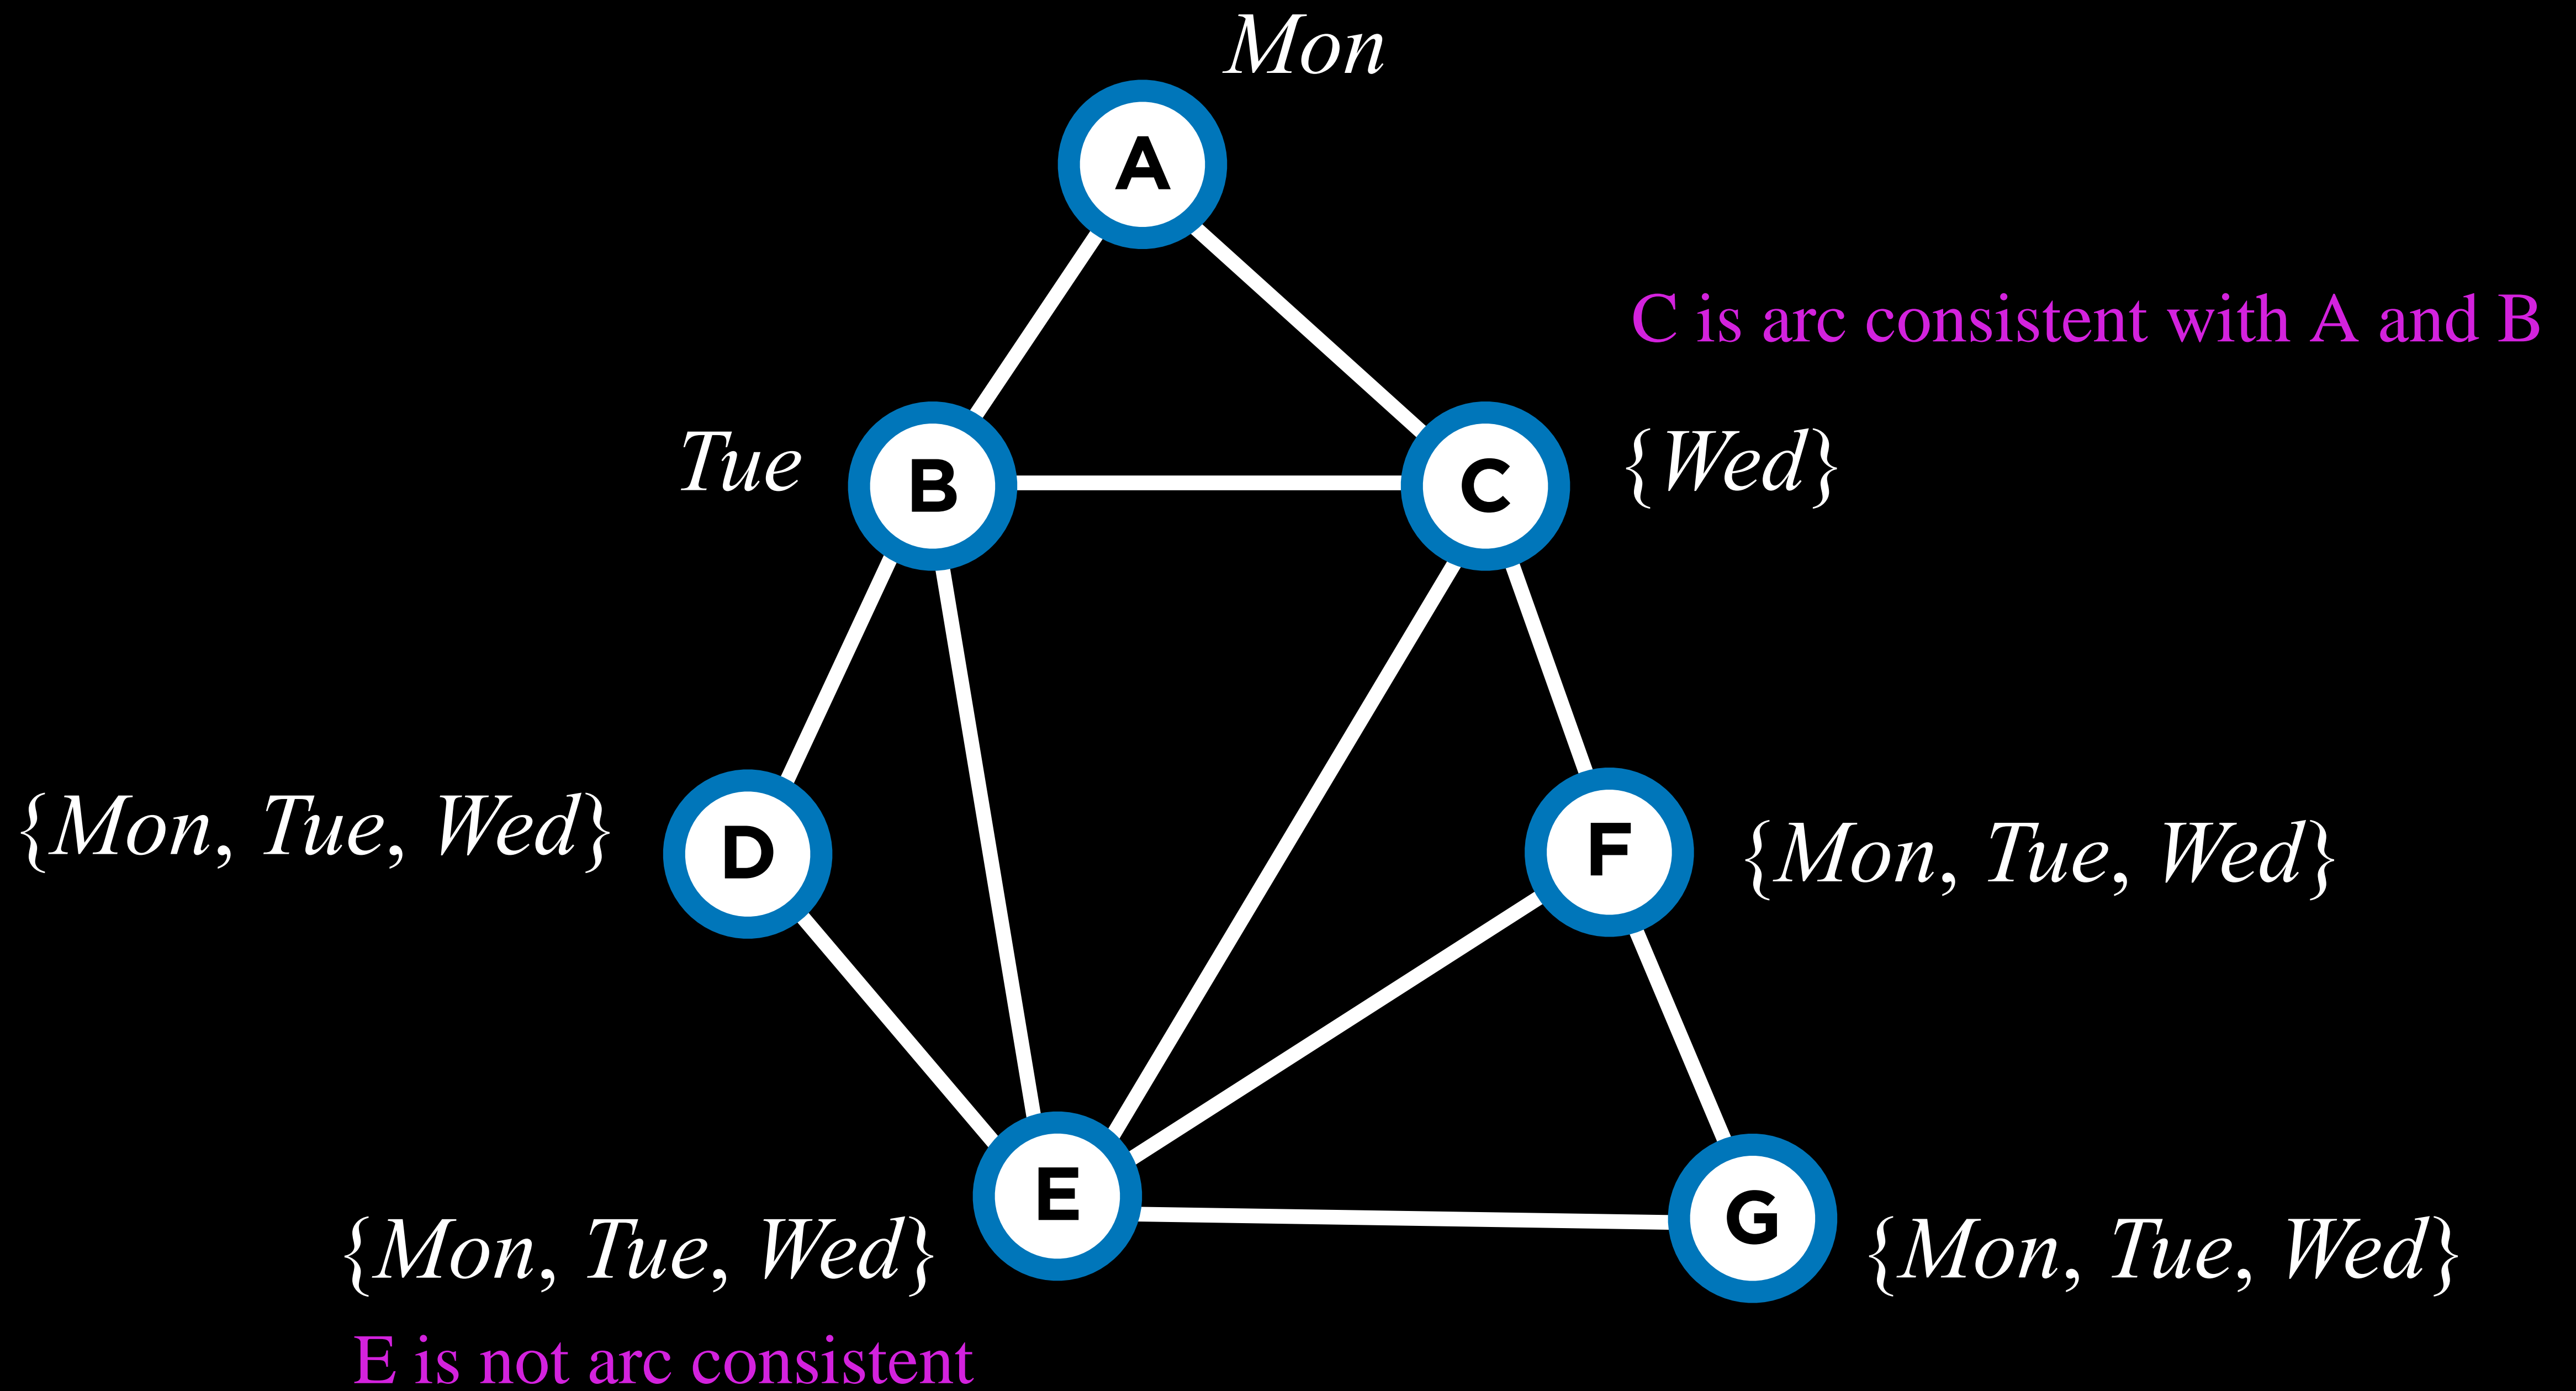 Mon
A
C is arc consistent with A and B
Tue
B
C
{Wed}
{Mon, Tue, Wed}
D
F
{Mon, Tue, Wed}
E
G
{Mon, Tue, Wed}
{Mon, Tue, Wed}
E is not arc consistent